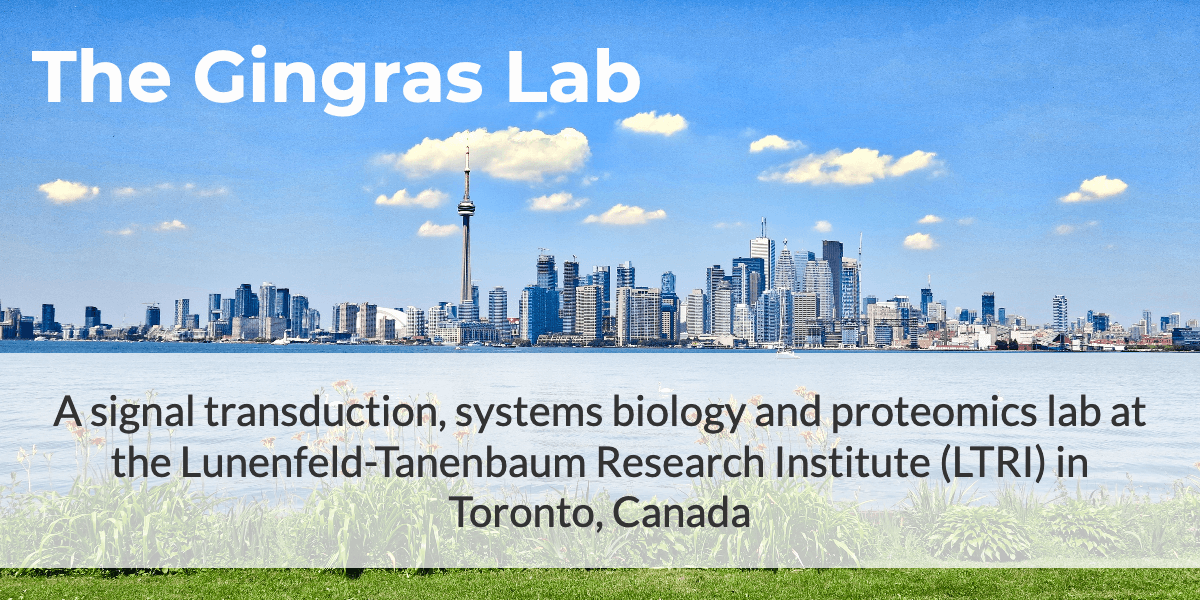 The Gingras Lab
A signal transduction, systems biology and proteomics lab at
the Lunenfeld-Tanenbaum Research Institute (LTRI) in
Toronto, Canada